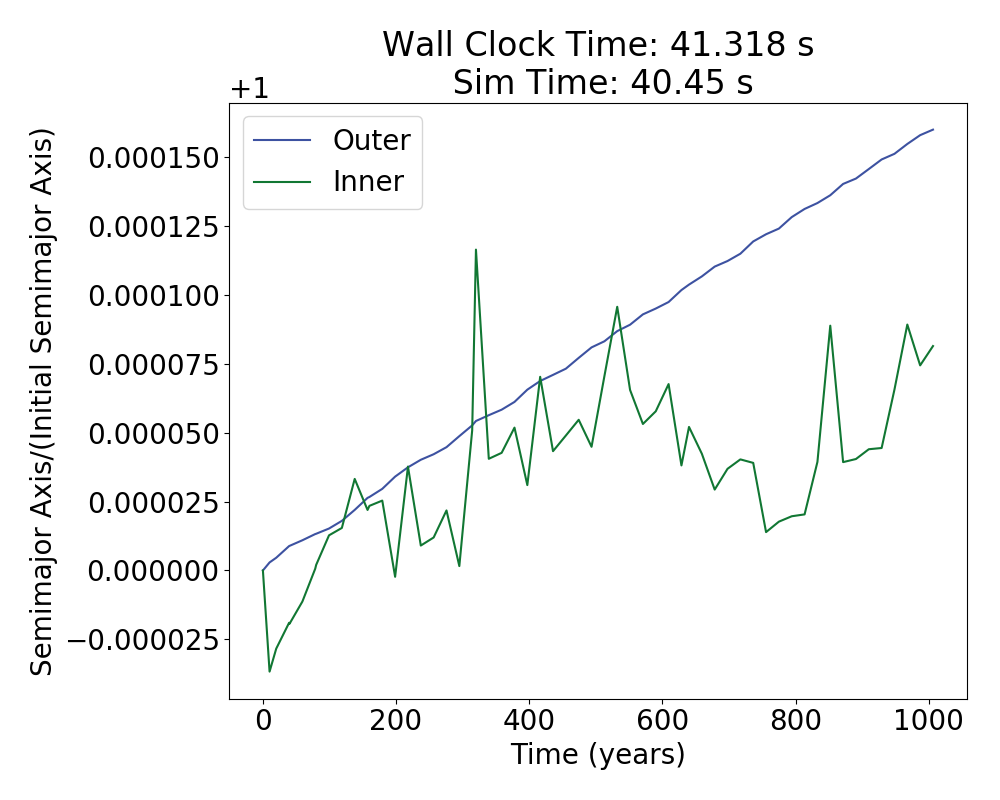 Wall Clock Time: 41.318 s
Sim Time: 40.45 s
+1
Outer
Inner
0.000150
0.000125
0.000100
0.000075
0.000050
0.000025
0.000000
−0.000025
Semimajor Axis/(Initial Semimajor Axis)
0 200 400 600 800 1000
Time (years)